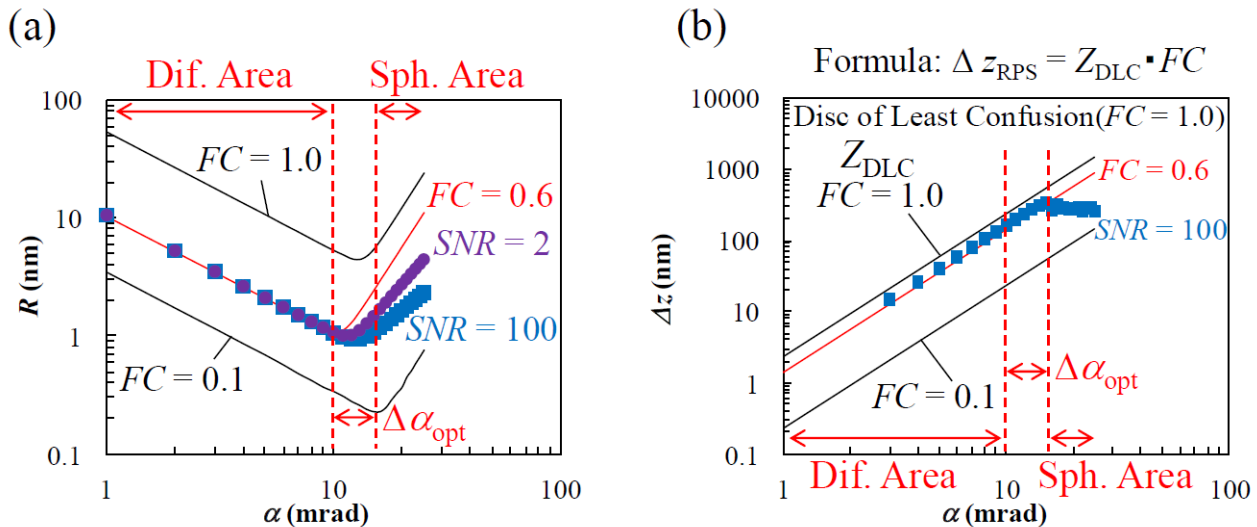 (a)
Dif. Area
Sph. Area
100
10
1
0.1
R (nm)
FC = 1.0
FC = 0.6
SNR = 2
SNR = 100
FC = 0.1
Δαopt
1
10
100
α (mrad)
(b)
Formula: Δ zRPS = ZDLC ▪ FC
10000
1000
100
10
1
0.1
Δz (nm)
Disc of Least Confusion(FC = 1.0)
ZDLC
FC = 1.0
FC = 0.6
SNR = 100
FC = 0.1
Δαopt
Dif. Area
Sph. Area
1
10
100
α (mrad)